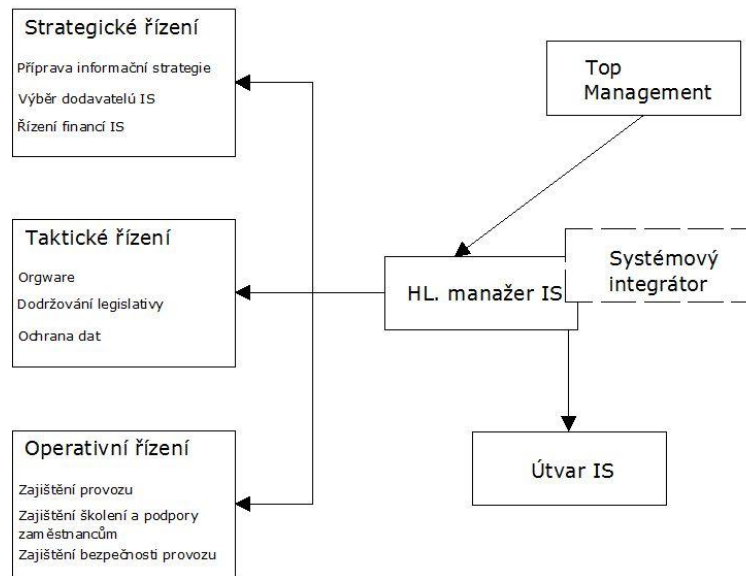 Strategické řízení
Příprava informační strategie
Výběr dodavatelů IS
Řízení financí IS
Top
Management
Taktické řízení
Orgware
Dodržování legislativy
Ochrana dat
HL. manažer IS
Systémový
integrátor
Operativní řízení
Zajištění provozu
Zajištění školení a podpory
zaměstnancům
Zajištění bezpečnosti provozu
Útvar IS